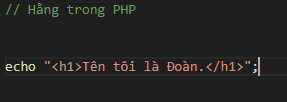 // Hằng trong PHP
echo "<h1>Tên tôi là Đoàn.</h1>";